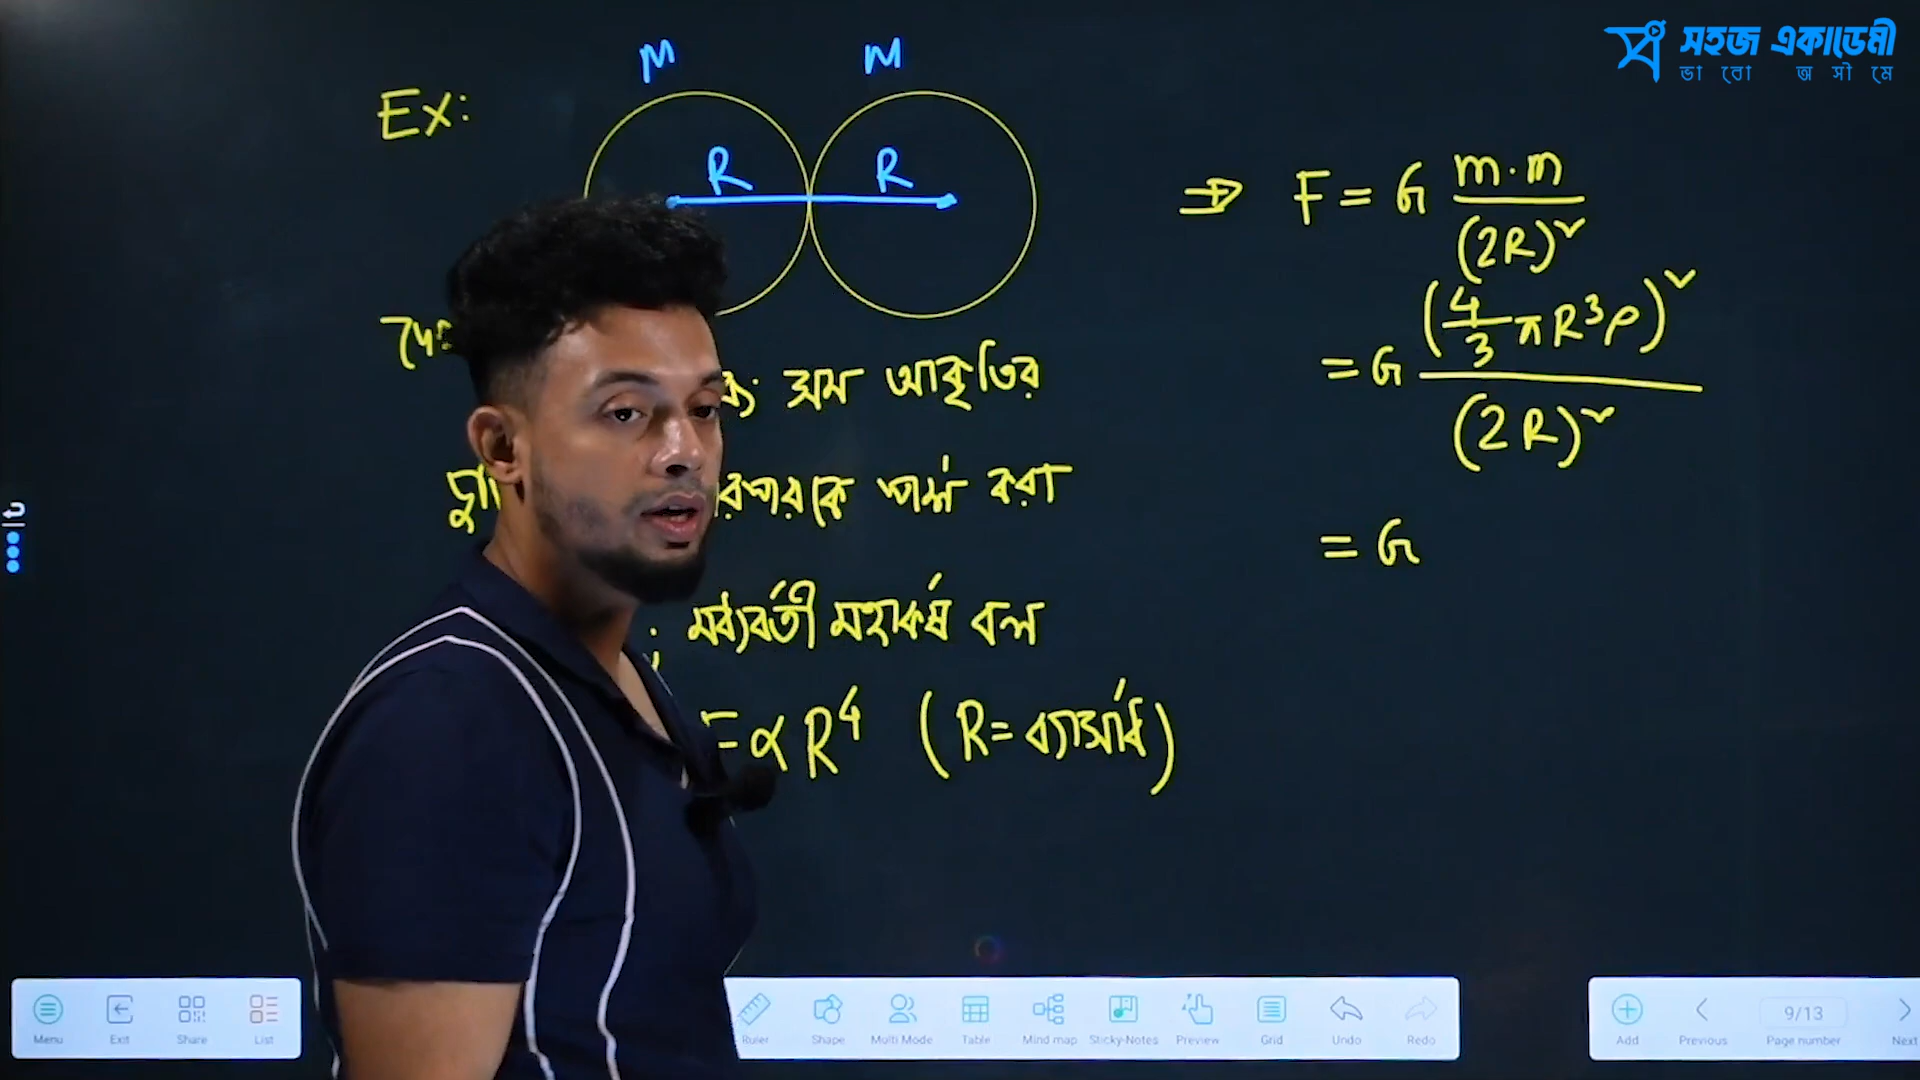 সহজ একাডেমী
ভাবো অসীমে
Ex:
M M
R R
সম আকৃতির
স্পর্শ করা
মধ্যবর্তী মহাকর্ষ বল
F ∝ R⁴ (R = ব্যাসার্ধ)
⇒ F = G m·m / (2R)²
= G (4/3 πR³ρ)² / (2R)²
= G
Menu Exit Share List Ruler Shape Multi Mode Table Mind map Sticky-Notes Preview Grid Undo Redo Add Previous 9/13 Page number Next